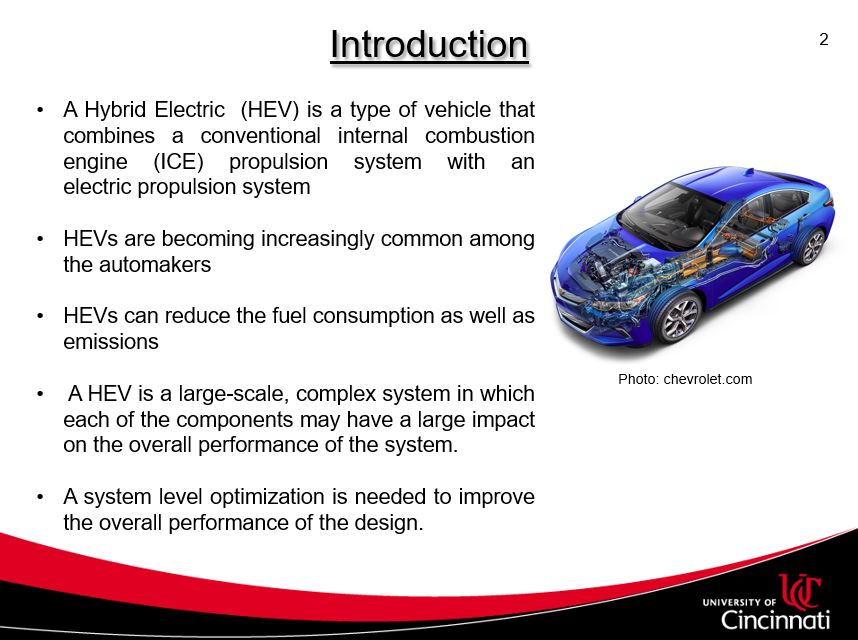 Introduction
2
• A Hybrid Electric  (HEV) is a type of vehicle that
combines a conventional internal combustion
engine (ICE) propulsion system with an
electric propulsion system
• HEVs are becoming increasingly common among
the automakers
• HEVs can reduce the fuel consumption as well as
emissions
•  A HEV is a large-scale, complex system in which
each of the components may have a large impact
on the overall performance of the system.
• A system level optimization is needed to improve
the overall performance of the design.
Photo: chevrolet.com
UC
UNIVERSITY OF
Cincinnati